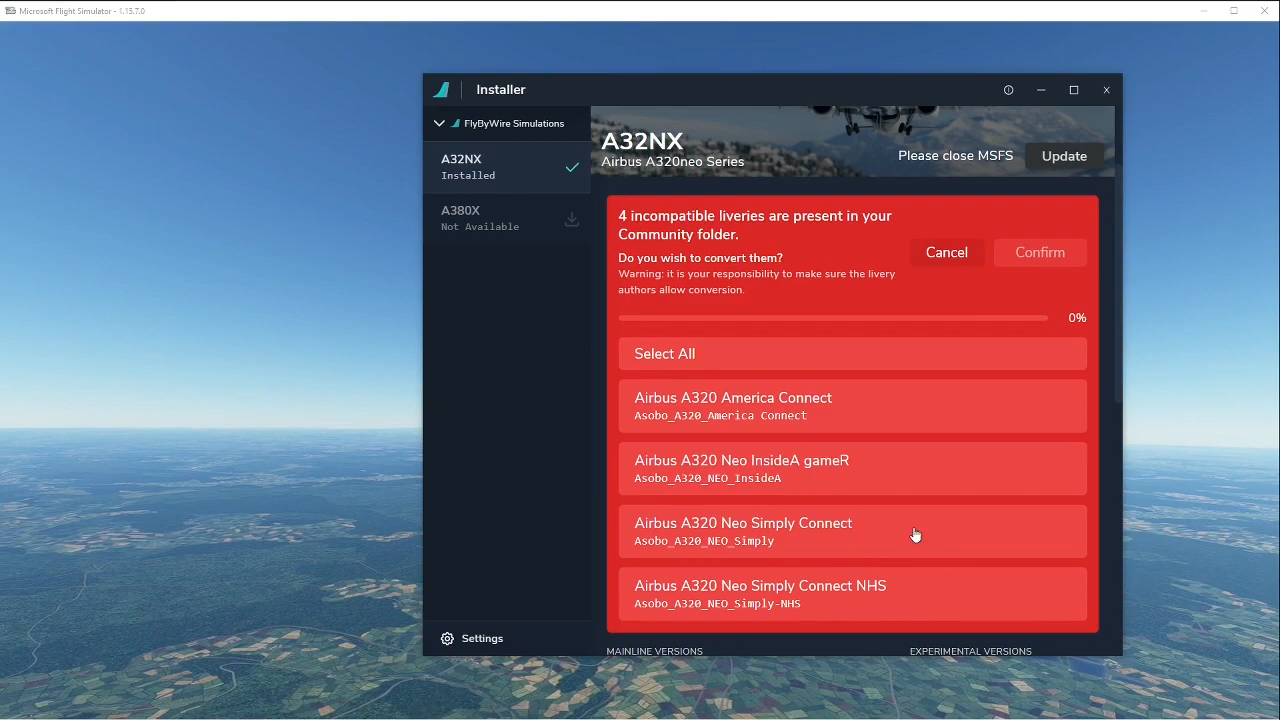 Microsoft Flight Simulator - 1.15.7.0
Installer
FlyByWire Simulations
A32NX
Installed
A380X
Not Available
Settings
A32NX
Airbus A320neo Series
Please close MSFS
Update
4 incompatible liveries are present in your
Community folder.
Do you wish to convert them?
Warning: it is your responsibility to make sure the livery
authors allow conversion.
Cancel
Confirm
0%
Select All
Airbus A320 America Connect
Asobo_A320_America Connect
Airbus A320 Neo InsideA gameR
Asobo_A320_NEO_InsideA
Airbus A320 Neo Simply Connect
Asobo_A320_NEO_Simply
Airbus A320 Neo Simply Connect NHS
Asobo_A320_NEO_Simply-NHS
MAINLINE VERSIONS
EXPERIMENTAL VERSIONS